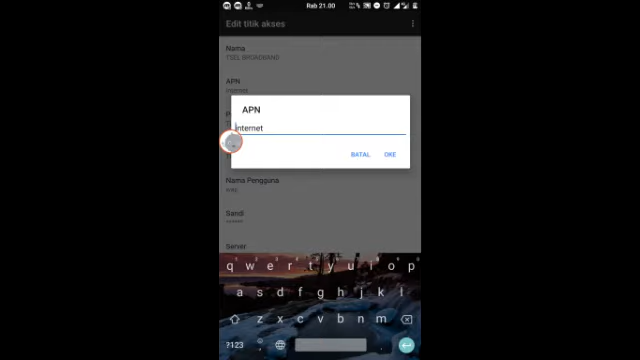 Rab 21.00
Edit titik akses
Nama
TSEL BROADBAND
APN
Internet
APN
Internet
BATAL
OKE
Nama Pengguna
wap
Sandi
Server
q w e r t y u i o p
a s d f g h j k l
z x c v b n m
?123